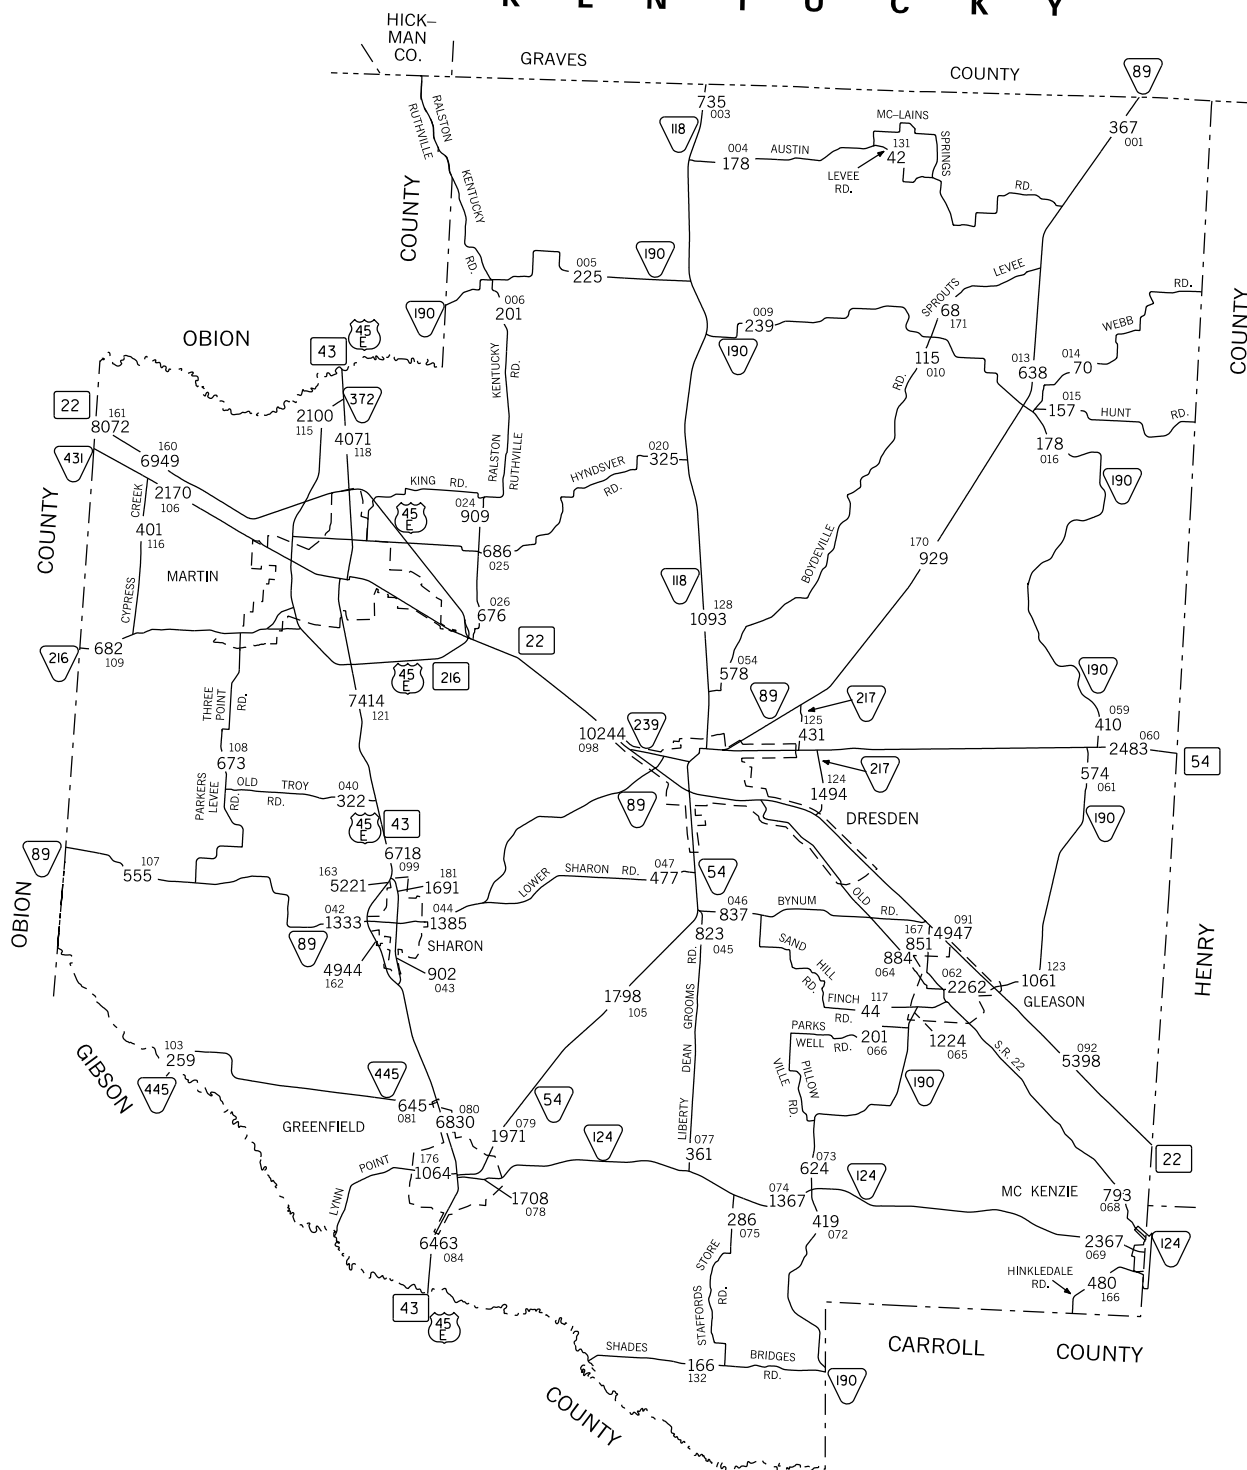 K E N T U C K Y
HICK–
MAN
CO.
GRAVES
COUNTY
89
735
003
367
001
118
MC–LAINS
SPRINGS
RD.
004
178
AUSTIN
131
42
LEVEE
RD.
RALSTON
RUTHVILLE
KENTUCKY
RD.
COUNTY
190
005
225
190
006
201
SPROUTS
LEVEE
68
171
WEBB
RD.
COUNTY
OBION
45
E
43
009
239
190
115
010
RD.
013
638
014
70
015
157
HUNT
RD.
178
016
190
22
161
8072
431
372
2100
115
4071
118
KENTUCKY
RD.
RALSTON
RUTHVILLE
160
6949
2170
106
KING RD.
024
909
45
E
HYNDSVER
RD.
020
325
COUNTY
CREEK
401
116
CYPRESS
MARTIN
686
025
BOYDEVILLE
170
929
118
128
1093
026
676
22
216
682
109
45
E
216
THREE
POINT
RD.
7414
121
054
578
89
217
125
431
190
059
410
060
2483
54
10244
098
239
108
673
PARKERS
LEVEE
RD.
OLD TROY
RD.
040
322
89
217
124
1494
574
061
190
DRESDEN
45
E
43
6718
099
89
107
555
163
5221
181
1691
LOWER SHARON RD.
047
477
54
042
1333
044
1385
89
SHARON
4944
162
902
043
OBION
046
837
BYNUM
RD.
OLD
823
045
SAND
HILL
RD.
091
4947
167
851
884
064
062
2262
123
1061
GLEASON
HENRY
FINCH
RD.
117
44
1798
105
LIBERTY DEAN GROOMS RD.
PARKS
WELL RD.
201
066
1224
065
PILLOW
VILLE
RD.
190
S.R. 22
092
5398
GIBSON
103
259
445
445
645
081
080
6830
GREENFIELD
079
1971
54
124
077
361
176
1064
POINT
LYNN
1708
078
073
624
074
1367
124
MC KENZIE
22
793
068
419
072
286
075
6463
084
2367
069
124
HINKLEDALE
RD.
480
166
43
45
E
STAFFORDS STORE
RD.
SHADES
166
132
BRIDGES
RD.
190
CARROLL
COUNTY
COUNTY